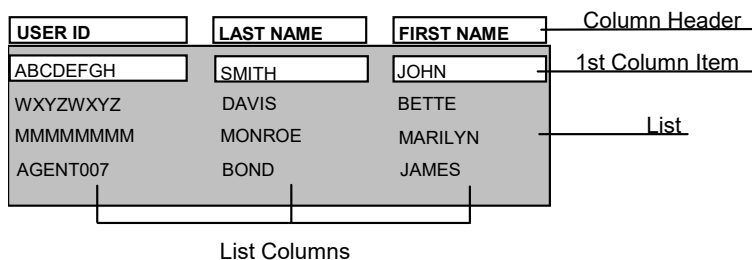 USER ID LAST NAME FIRST NAME Column Header
ABCDEFGH SMITH JOHN 1st Column Item
WXYZWXYZ DAVIS BETTE
MMMMMMMM MONROE MARILYN List
AGENT007 BOND JAMES
List Columns